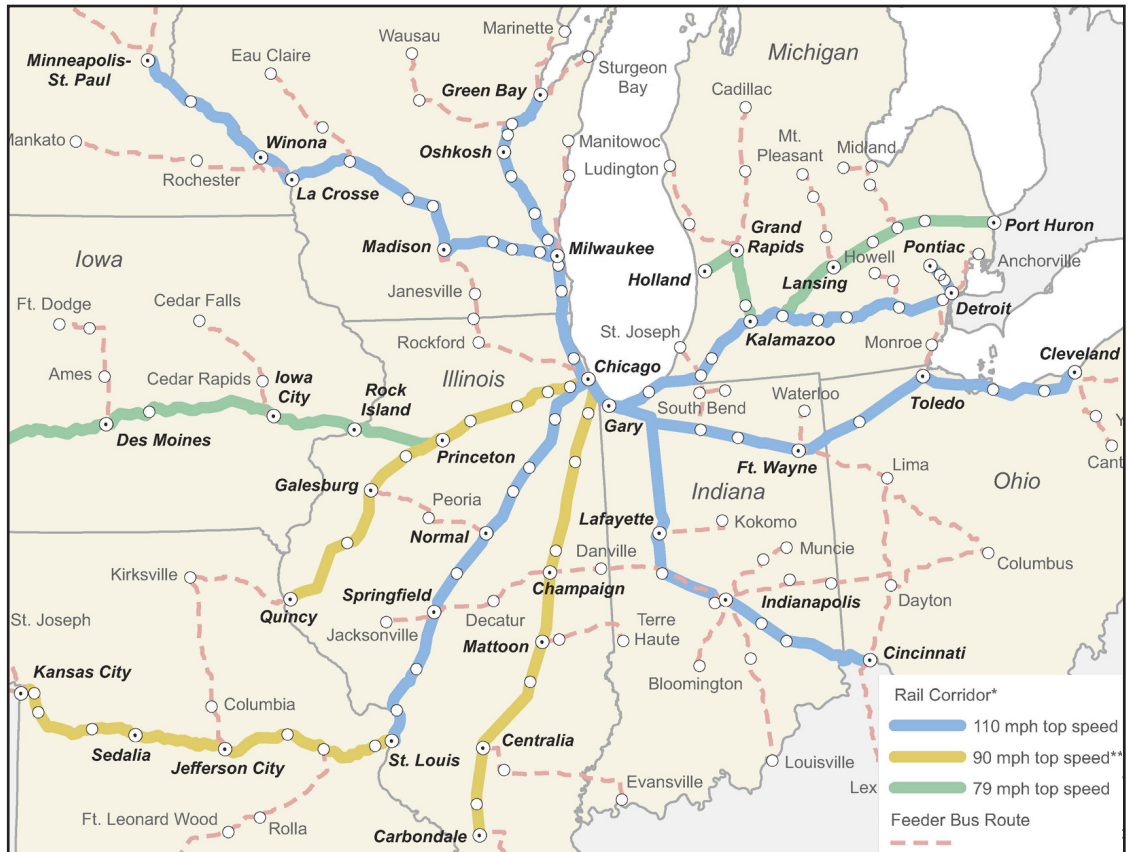 Marinette
Wausau
Michigan
Eau Claire
Minneapolis-
St. Paul
Sturgeon
Bay
Green Bay
Cadillac
Mt.
Pleasant
Midland
Manitowoc
Winona
Oshkosh
Ludington
Rochester
La Crosse
Grand
Rapids
Port Huron
Madison
Milwaukee
Pontiac
Iowa
Holland
Howell
Anchorville
Lansing
Janesville
Ft. Dodge
Cedar Falls
Detroit
St. Joseph
Kalamazoo
Rockford
Monroe
Cleveland
Chicago
Ames
Cedar Rapids
Iowa
City
Illinois
Rock
Island
Waterloo
Toledo
South Bend
Gary
Des Moines
Princeton
Ft. Wayne
Lima
Galesburg
Peoria
Indiana
Ohio
Lafayette
Kokomo
Normal
Danville
Muncie
Columbus
Kirksville
Champaign
Springfield
Indianapolis
Dayton
Quincy
St. Joseph
Jacksonville
Decatur
Terre
Haute
Mattoon
Cincinnati
Kansas City
Bloomington
Columbia
Sedalia
Jefferson City
St. Louis
Centralia
Louisville
Evansville
Ft. Leonard Wood
Rolla
Carbondale
Rail Corridor*
110 mph top speed
90 mph top speed**
79 mph top speed
Feeder Bus Route